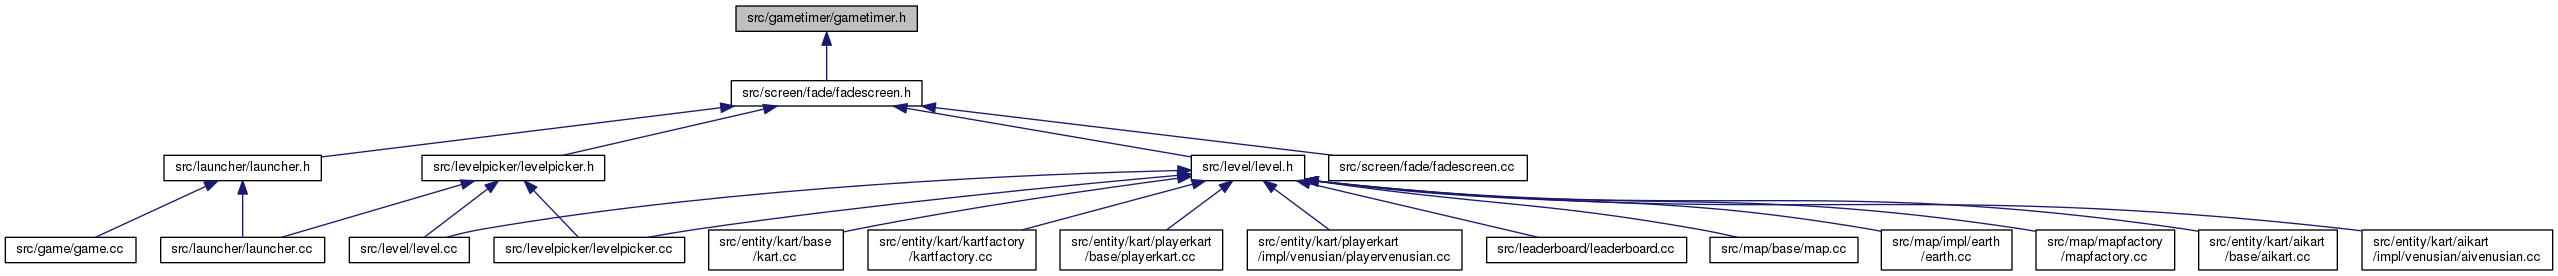 src/gametimer/gametimer.h
src/screen/fade/fadescreen.h
src/launcher/launcher.h
src/levelpicker/levelpicker.h
src/level/level.h
src/screen/fade/fadescreen.cc
src/game/game.cc
src/launcher/launcher.cc
src/level/level.cc
src/levelpicker/levelpicker.cc
src/entity/kart/base
/kart.cc
src/entity/kart/kartfactory
/kartfactory.cc
src/entity/kart/playerkart
/base/playerkart.cc
src/entity/kart/playerkart
/impl/venusian/playervenusian.cc
src/leaderboard/leaderboard.cc
src/map/base/map.cc
src/map/impl/earth
/earth.cc
src/map/mapfactory
/mapfactory.cc
src/entity/kart/aikart
/base/aikart.cc
src/entity/kart/aikart
/impl/venusian/aivenusian.cc